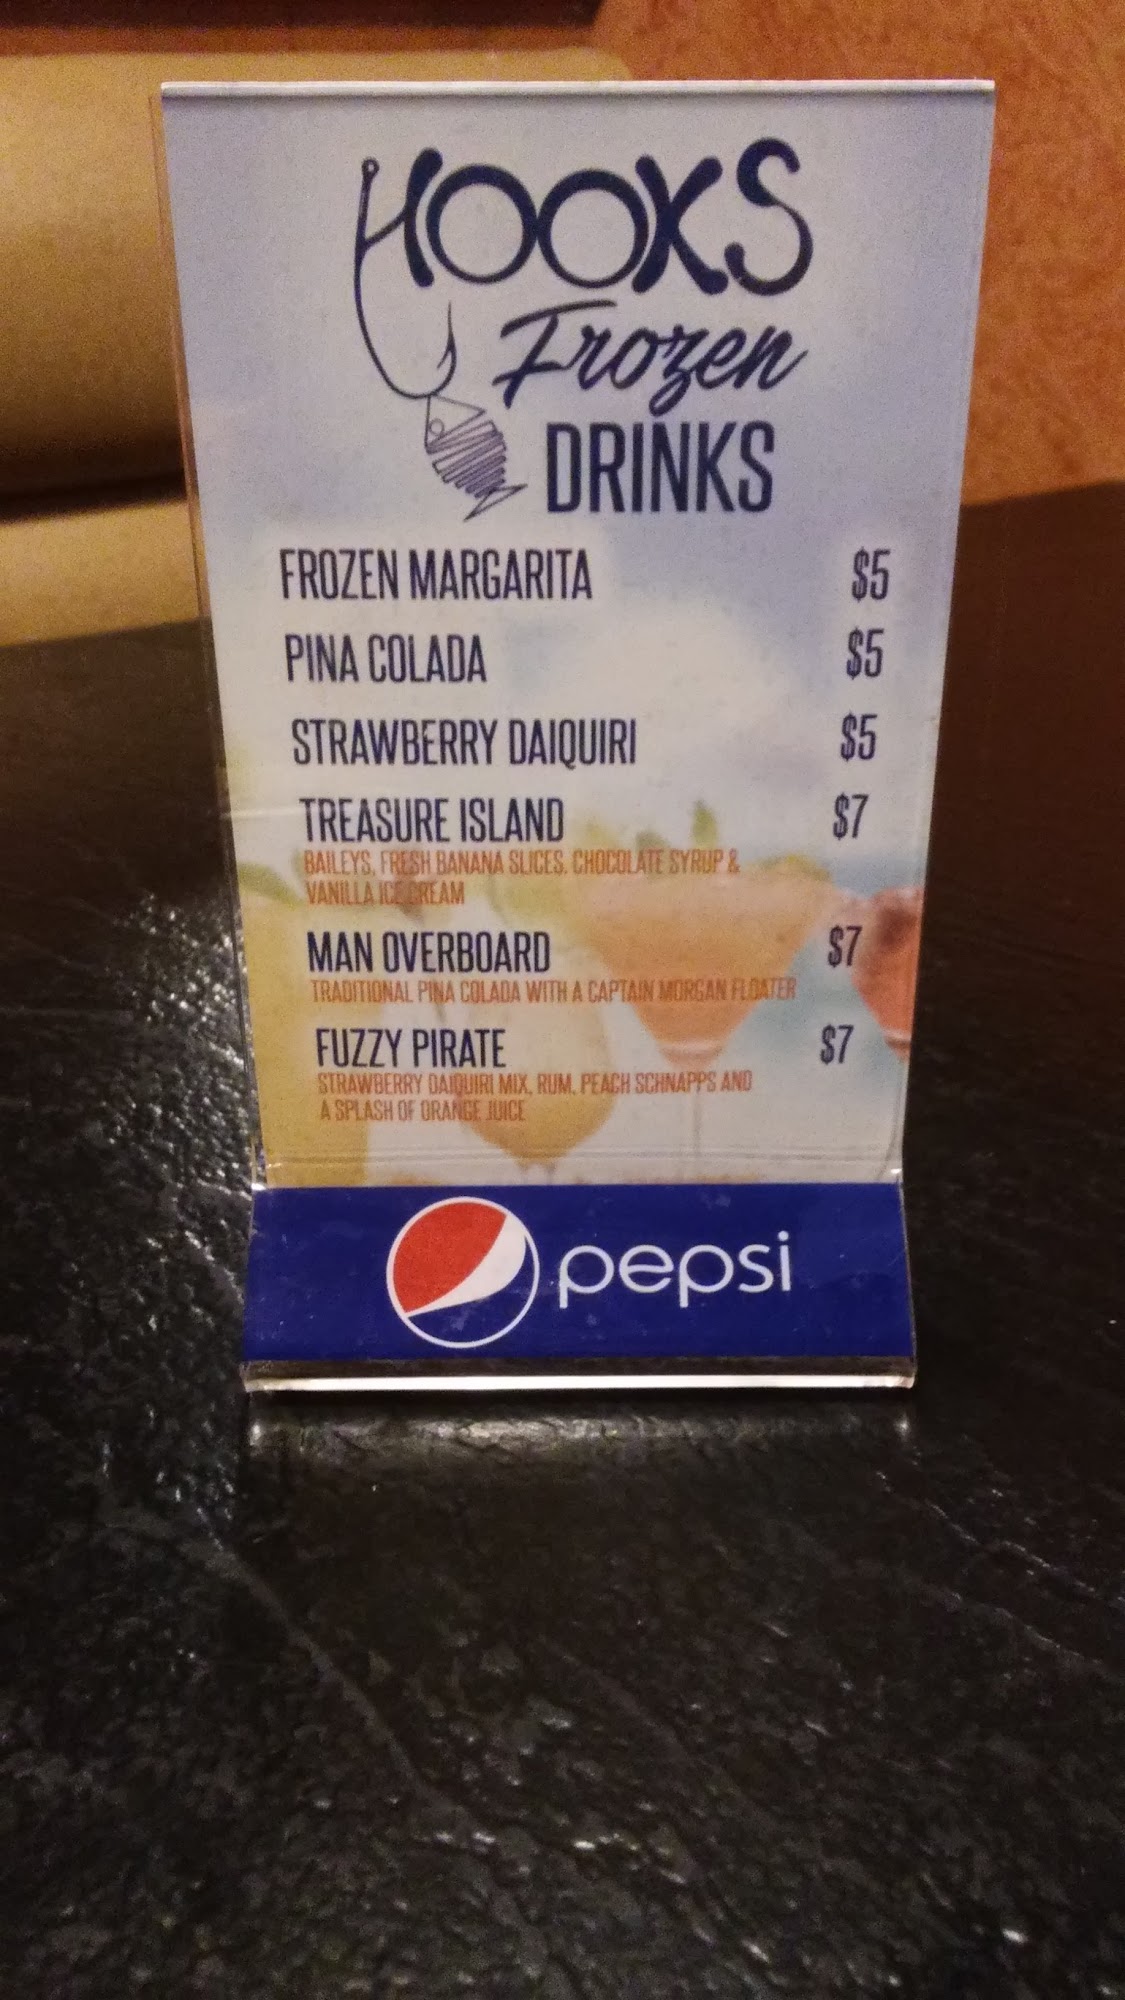 HOOKS
Frozen
DRINKS
FROZEN MARGARITA $5
PINA COLADA $5
STRAWBERRY DAIQUIRI $5
TREASURE ISLAND $7
BAILEYS, FRESH BANANA SLICES, CHOCOLATE SYRUP &
VANILLA ICE CREAM
MAN OVERBOARD $7
TRADITIONAL PINA COLADA WITH A CAPTAIN MORGAN FLOATER
FUZZY PIRATE $7
STRAWBERRY DAIQUIRI MIX, RUM, PEACH SCHNAPPS AND
A SPLASH OF ORANGE JUICE
pepsi